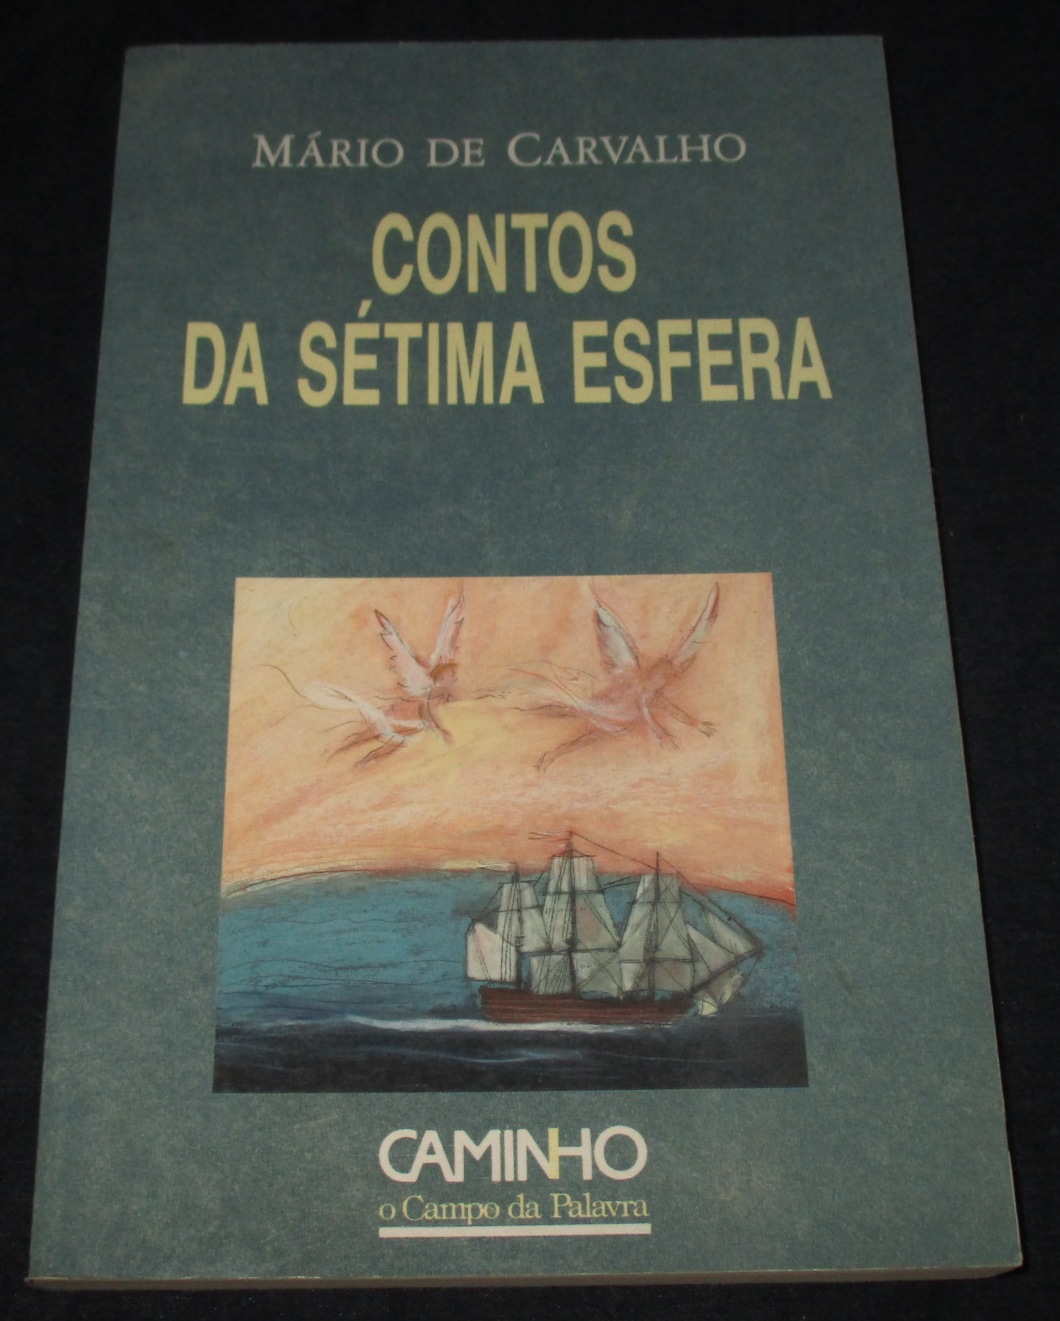 MÁRIO DE CARVALHO
CONTOS
DA SÉTIMA ESFERA
CAMINHO
o Campo da Palavra